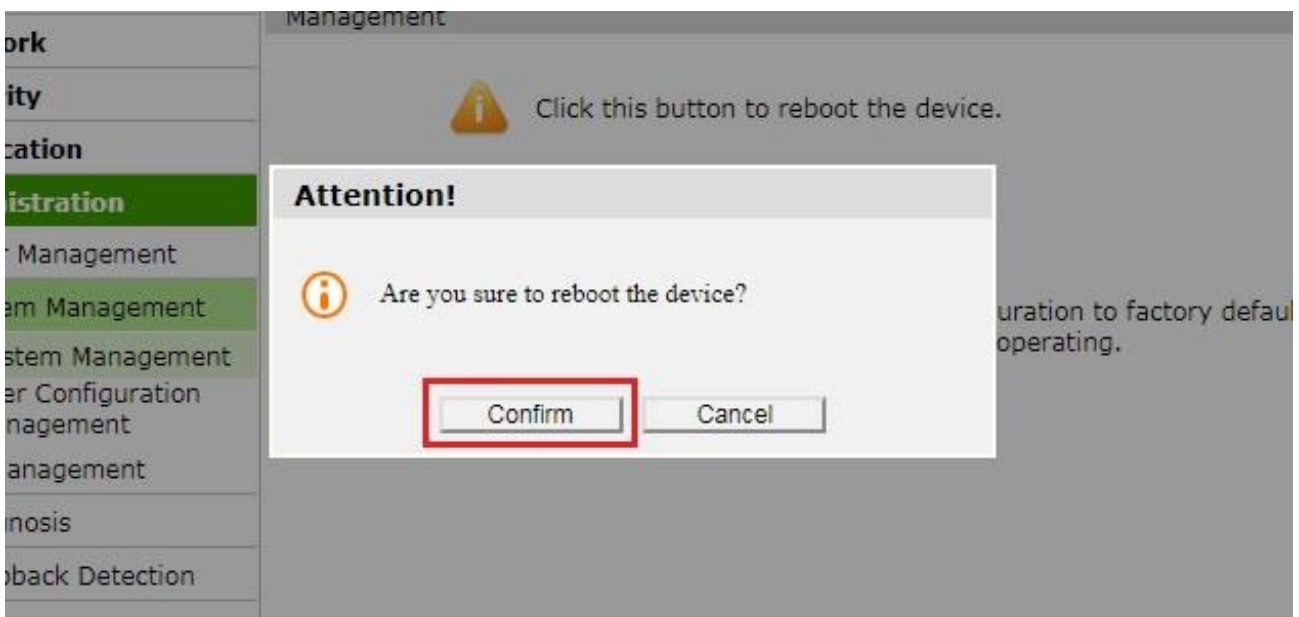 Management
ork
ity
cation
istration
r Management
em Management
stem Management
er Configuration
nagement
anagement
nosis
oback Detection
Click this button to reboot the device.
Attention!
Are you sure to reboot the device?
uration to factory defaul
operating.
Confirm
Cancel